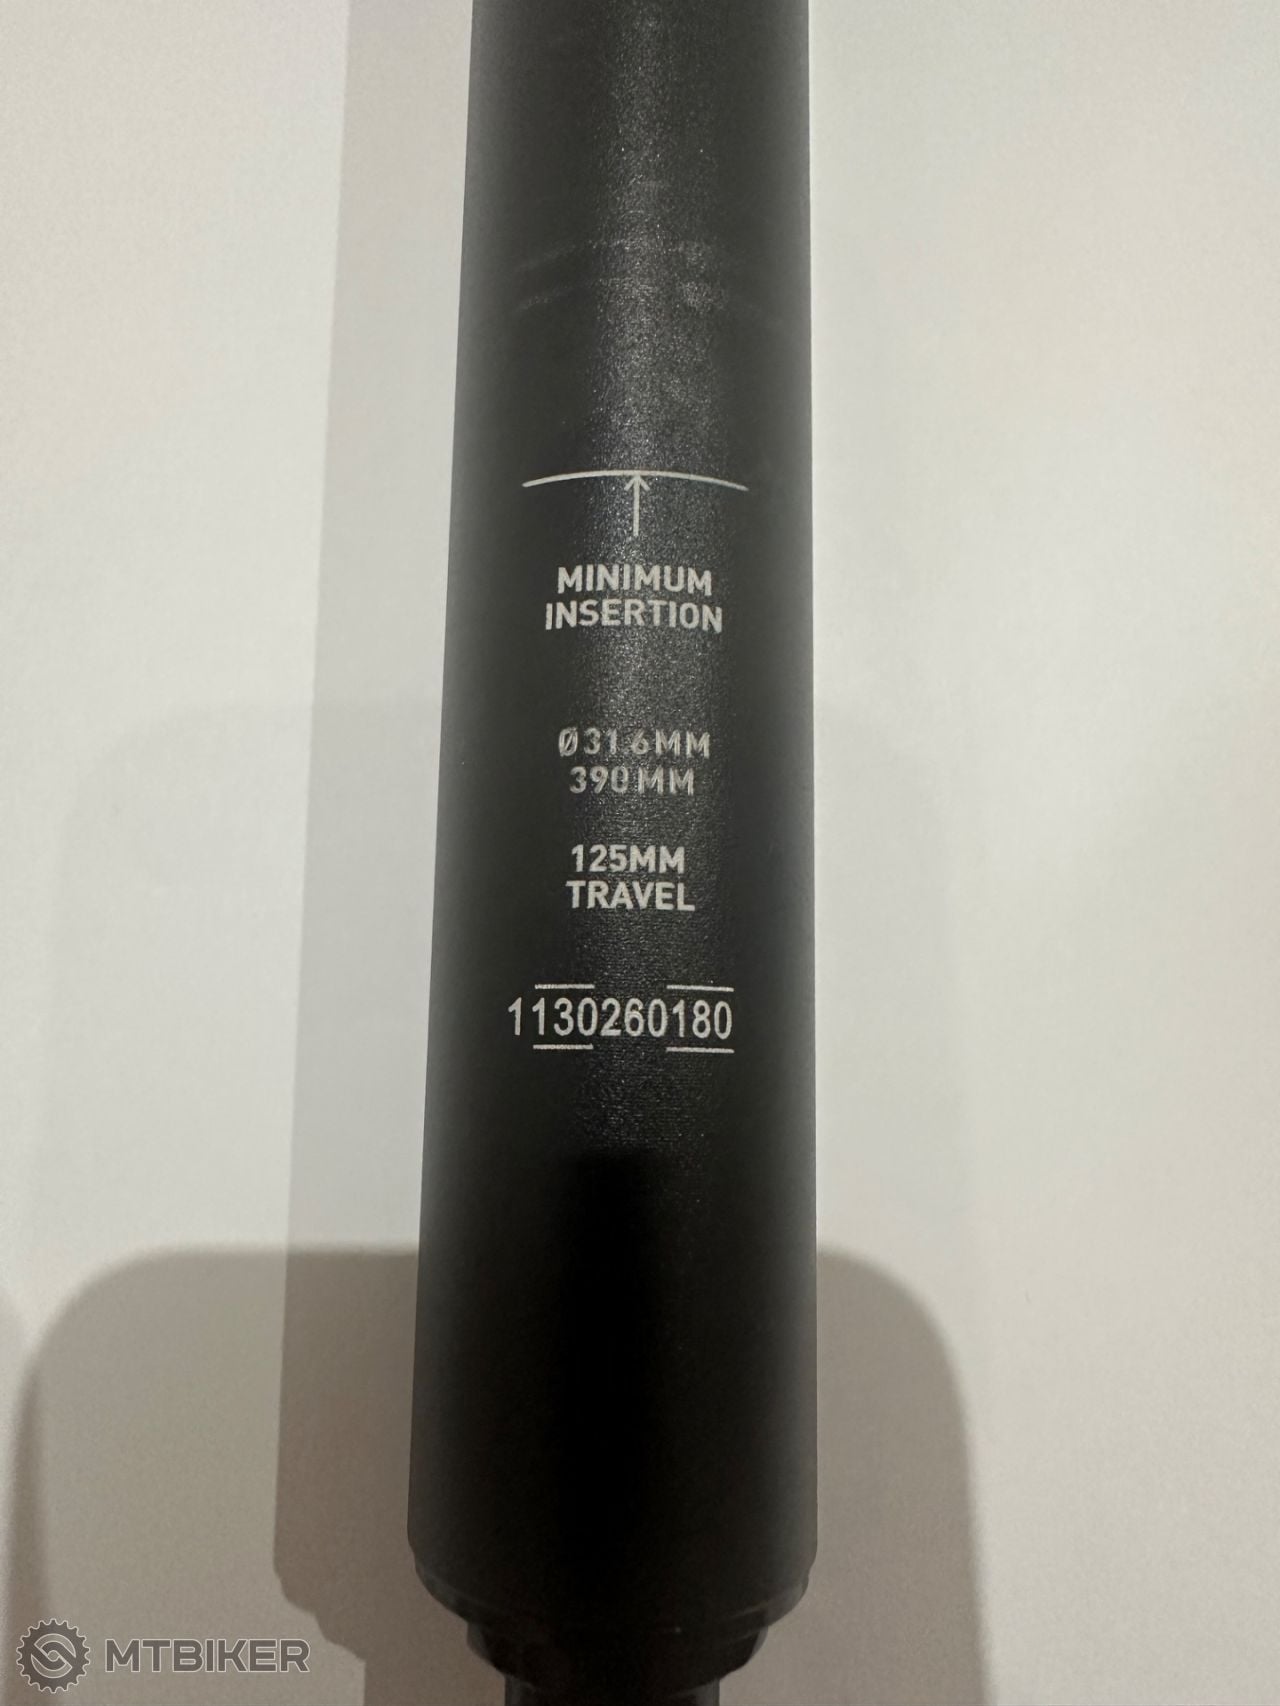 MINIMUM
INSERTION
Ø31.6MM
390MM
125MM
TRAVEL
1130260180
MTBIKER